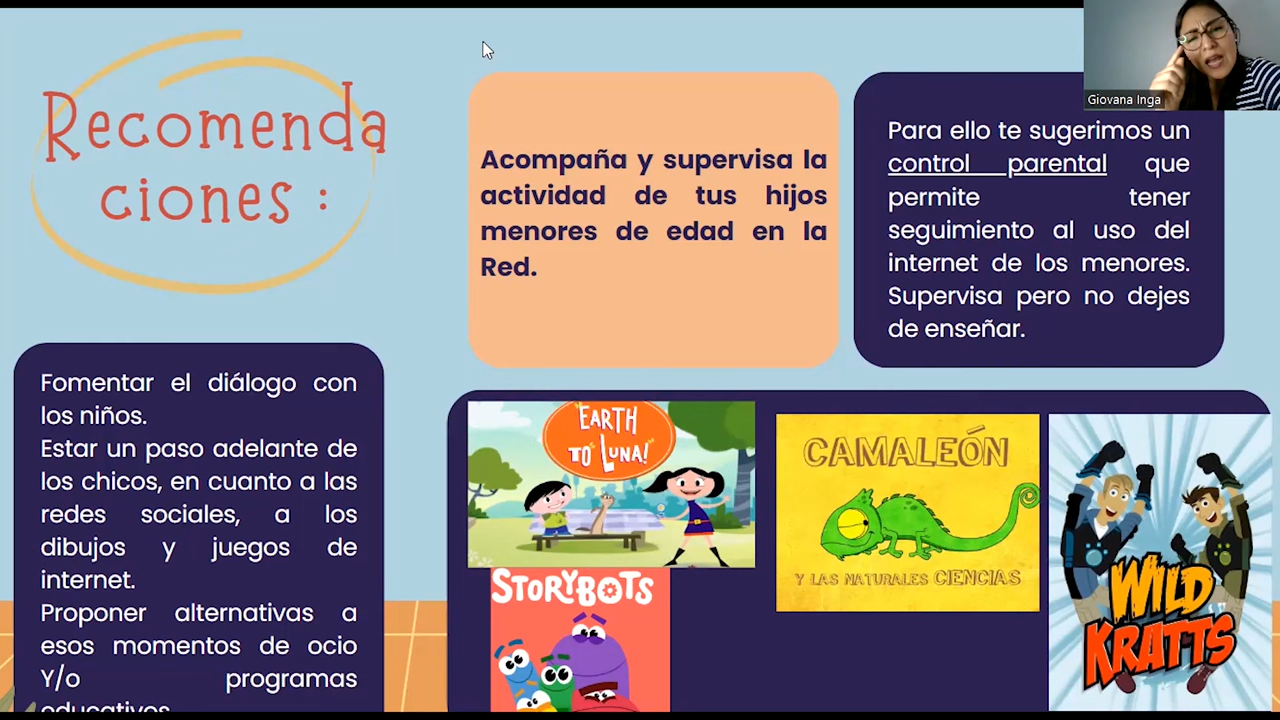 Recomenda
ciones :
Acompaña y supervisa la
actividad de tus hijos
menores de edad en la
Red.
Giovana Inga
Para ello te sugerimos un
control parental que
permite tener
seguimiento al uso del
internet de los menores.
Supervisa pero no dejes
de enseñar.
Fomentar el diálogo con
los niños.
Estar un paso adelante de
los chicos, en cuanto a las
redes sociales, a los
dibujos y juegos de
internet.
Proponer alternativas a
esos momentos de ocio
Y/o programas
educativos
EARTH
TO LUNA!
STORYBOTS
CAMALEÓN
Y LAS NATURALES CIENCIAS
WILD
KRATTS